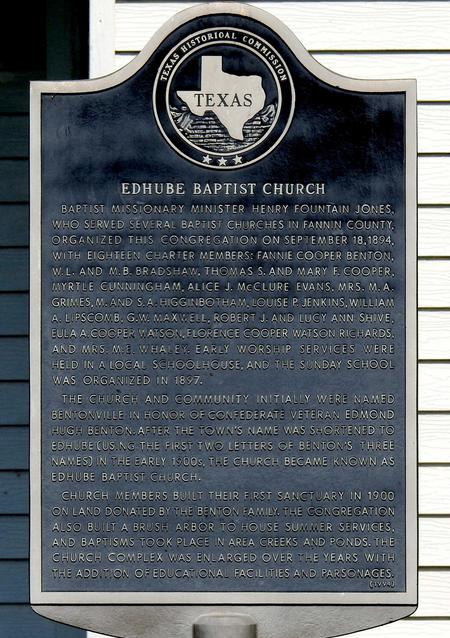 TEXAS HISTORICAL COMMISSION
TEXAS
EDHUBE BAPTIST CHURCH
BAPTIST MISSIONARY MINISTER HENRY FOUNTAIN JONES,
WHO SERVED SEVERAL BAPTIST CHURCHES IN FANNIN COUNTY,
ORGANIZED THIS CONGREGATION ON SEPTEMBER 18, 1894,
WITH EIGHTEEN CHARTER MEMBERS: FANNIE COOPER BENTON,
W.L. AND M.B. BRADSHAW, THOMAS S. AND MARY F. COOPER,
MYRTLE CUNNINGHAM, ALICE J. McCLURE EVANS, MRS. M.A.
GRIMES, M. AND S.A. HIGGINBOTHAM, LOUISE P. JENKINS, WILLIAM
A. LIPSCOMB, G.W. MAXWELL, ROBERT J. AND LUCY ANN SHIVE,
EULA A. COOPER WATSON, FLORENCE COOPER WATSON RICHARDS,
AND MRS. M.E. WHALEY. EARLY WORSHIP SERVICES WERE
HELD IN A LOCAL SCHOOLHOUSE, AND THE SUNDAY SCHOOL
WAS ORGANIZED IN 1897.
THE CHURCH AND COMMUNITY INITIALLY WERE NAMED
BENTONVILLE IN HONOR OF CONFEDERATE VETERAN EDMOND
HUGH BENTON. AFTER THE TOWN'S NAME WAS SHORTENED TO
EDHUBE (USING THE FIRST TWO LETTERS OF BENTON'S THREE
NAMES) IN THE EARLY 1900s, THE CHURCH BECAME KNOWN AS
EDHUBE BAPTIST CHURCH.
CHURCH MEMBERS BUILT THEIR FIRST SANCTUARY IN 1900
ON LAND DONATED BY THE BENTON FAMILY. THE CONGREGATION
ALSO BUILT A BRUSH ARBOR TO HOUSE SUMMER SERVICES,
AND BAPTISMS TOOK PLACE IN AREA CREEKS AND PONDS. THE
CHURCH COMPLEX WAS ENLARGED OVER THE YEARS WITH
THE ADDITION OF EDUCATIONAL FACILITIES AND PARSONAGES.
(1994)